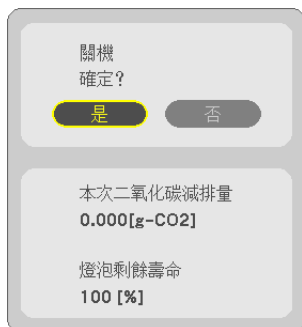 關機
確定?
是
否
本次二氧化碳減排量
0.000[g-CO2]
燈泡剩餘壽命
100 [%]